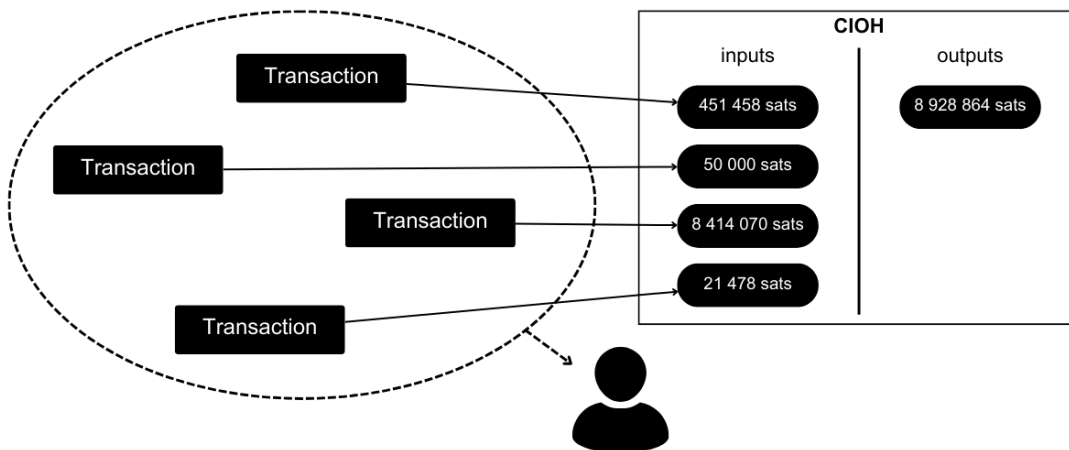 CIOH
inputs
outputs
Transaction
451 458 sats
8 928 864 sats
Transaction
50 000 sats
Transaction
8 414 070 sats
Transaction
21 478 sats